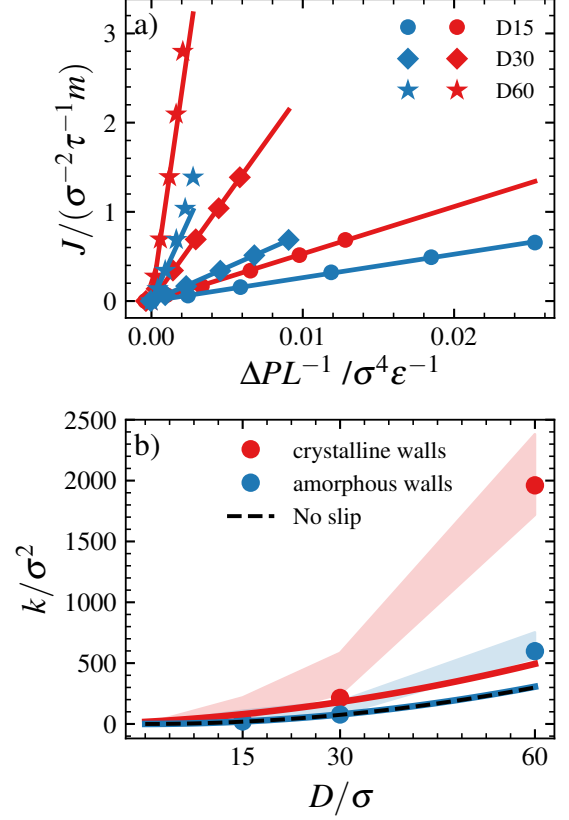 a)
D15
D30
D60
3
2
1
0
J/(σ⁻²τ⁻¹m)
0.00
0.01
0.02
ΔPL⁻¹/σ⁴ε⁻¹
b)
crystalline walls
amorphous walls
No slip
2500
2000
1500
1000
500
0
k/σ²
15
30
60
D/σ